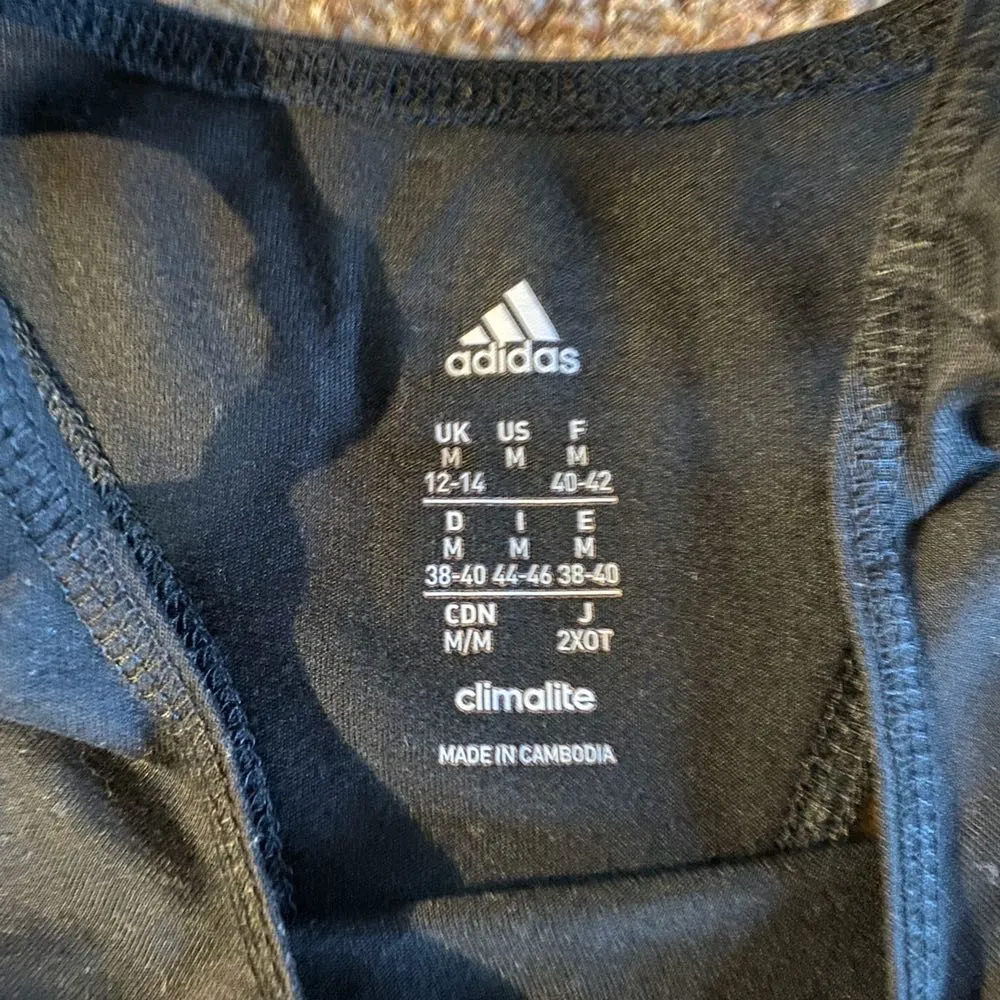 adidas
UK US F
M M M
12-14 40-42
D I E
M M M
38-40 44-46 38-40
CDN J
M/M 2XOT
climalite
MADE IN CAMBODIA